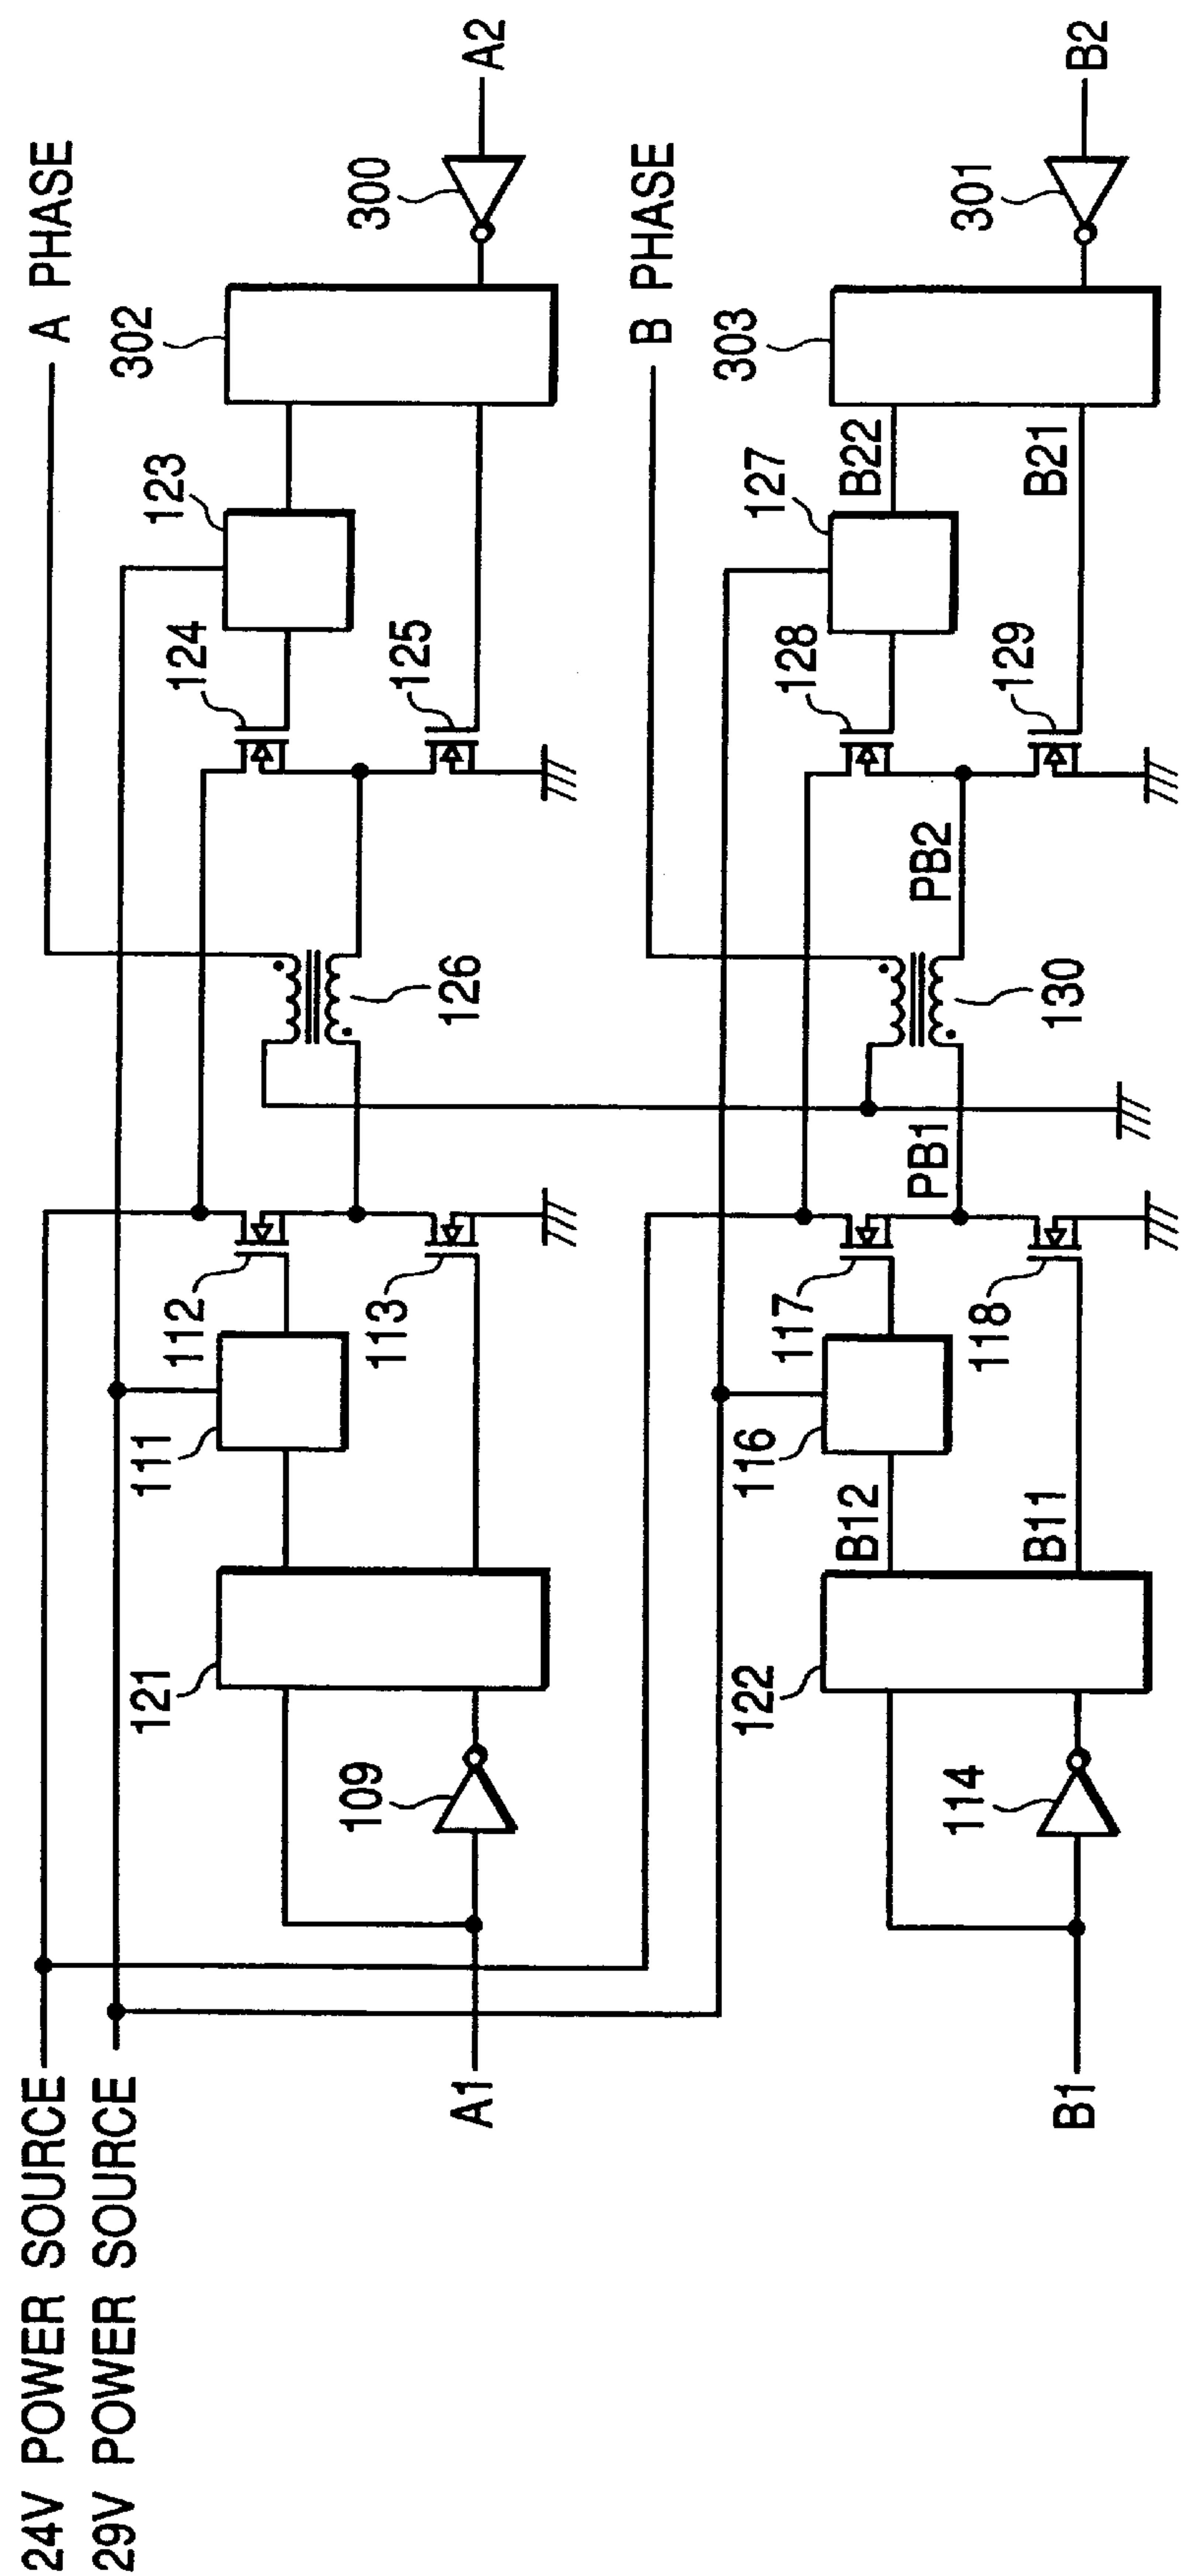 24V POWER SOURCE
29V POWER SOURCE
A PHASE
111
112
126
124
123
302
300
A2
121
109
113
125
A1
B PHASE
116
117
128
127
303
301
B2
B12
PB1
PB2
B22
122
114
B11
118
130
129
B21
B1